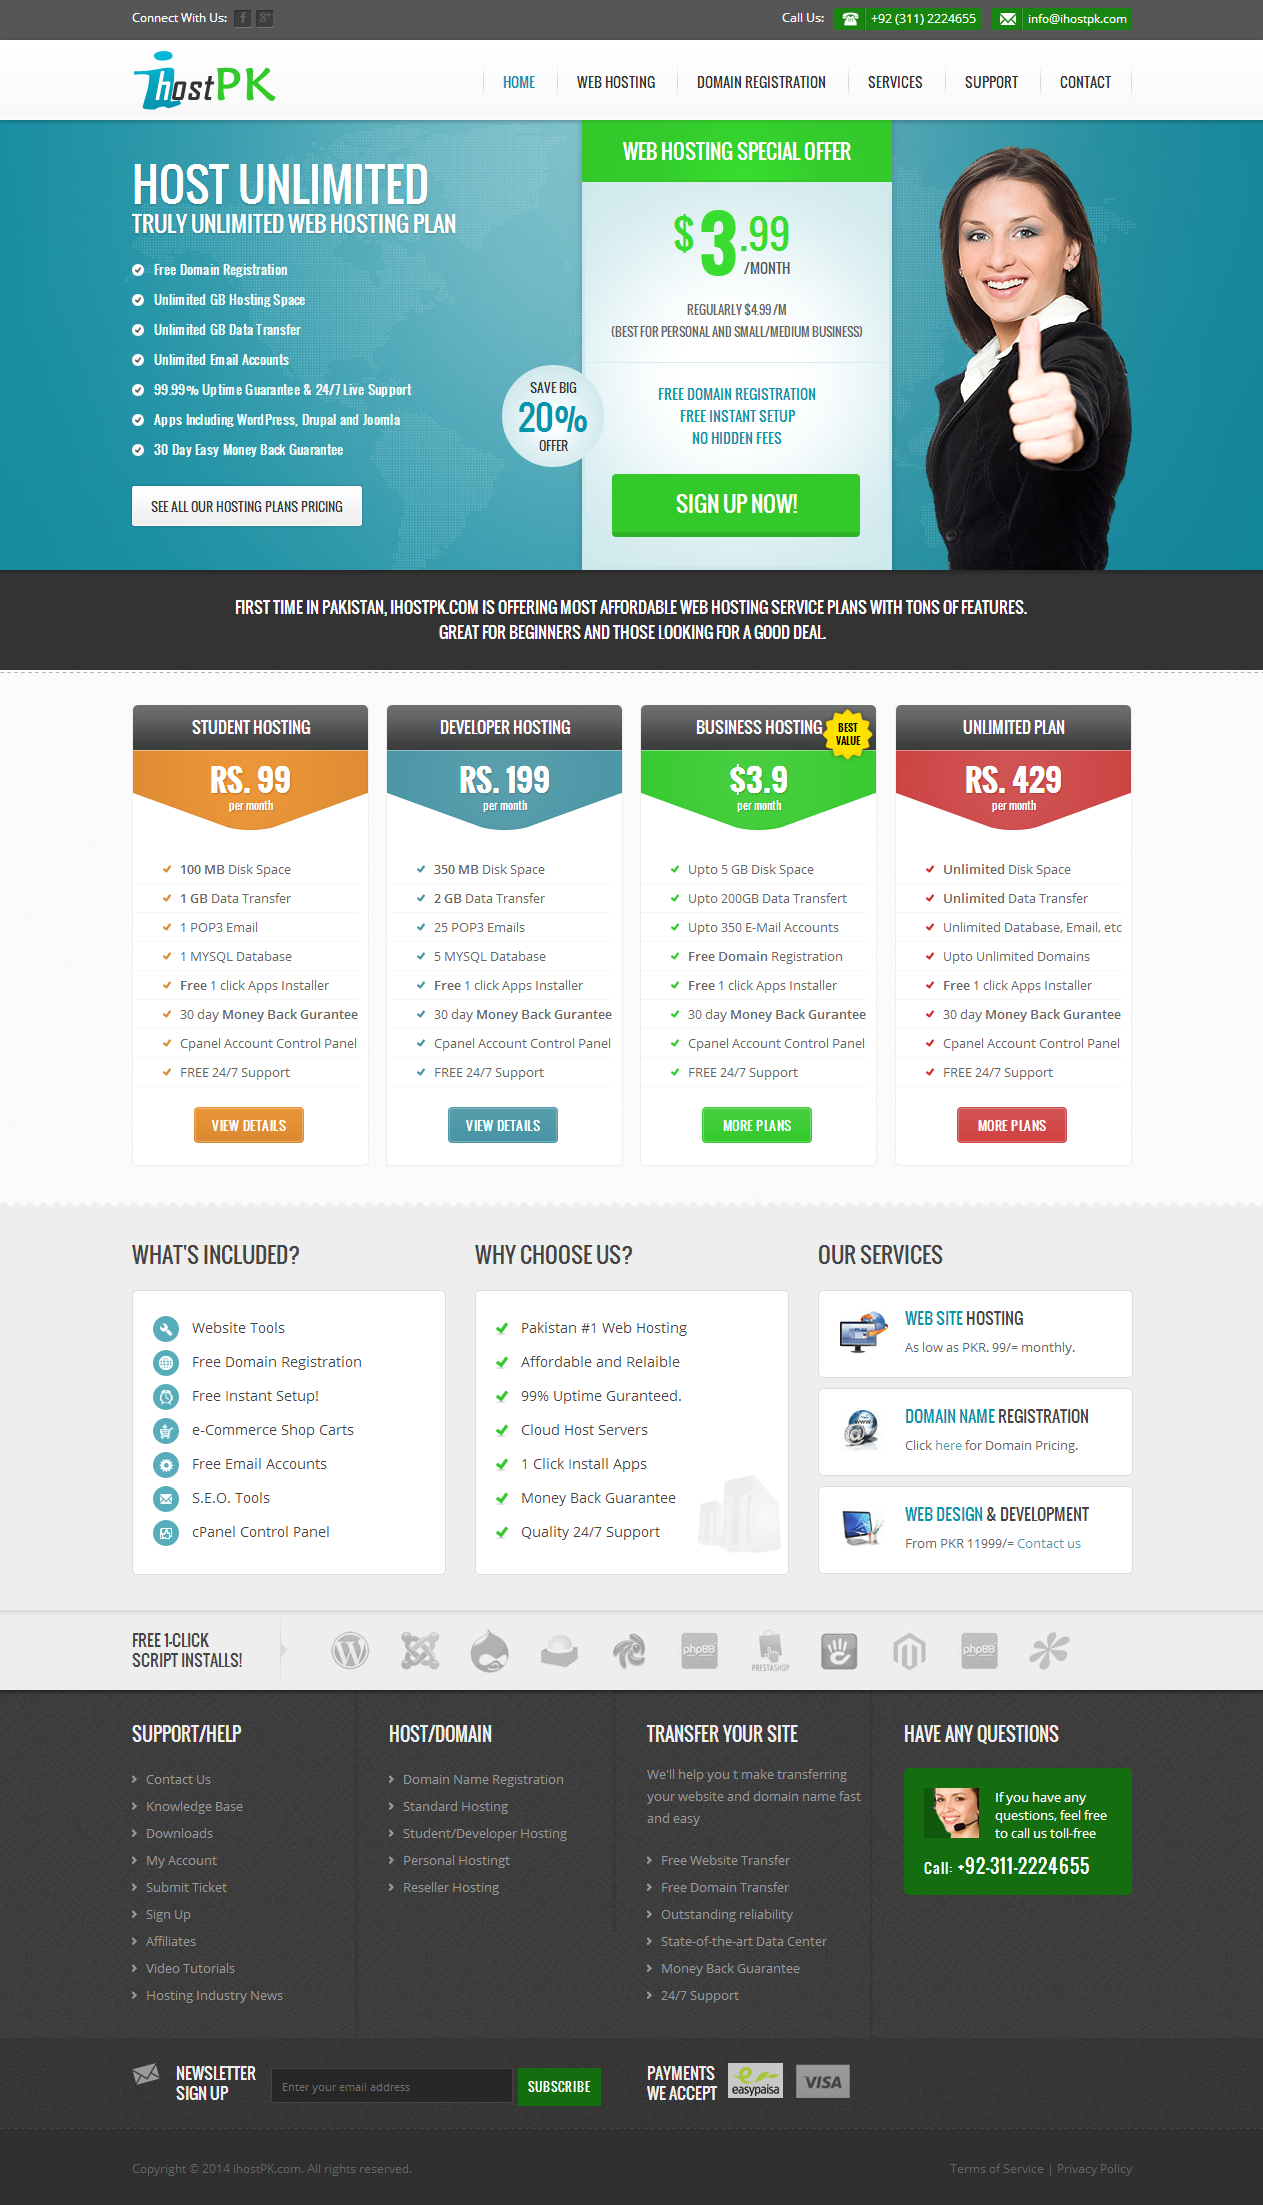 Connect With Us:
Call Us: +92 (311) 2224655 info@ihostpk.com
ihostPK
HOME WEB HOSTING DOMAIN REGISTRATION SERVICES SUPPORT CONTACT
HOST UNLIMITED
TRULY UNLIMITED WEB HOSTING PLAN
Free Domain Registration
Unlimited GB Hosting Space
Unlimited GB Data Transfer
Unlimited Email Accounts
99.99% Uptime Guarantee & 24/7 Live Support
Apps Including WordPress, Drupal and Joomla
30 Day Easy Money Back Guarantee
SEE ALL OUR HOSTING PLANS PRICING
SAVE BIG
20%
OFFER
WEB HOSTING SPECIAL OFFER
$3.99
/MONTH
REGULARLY $4.99 /M
(BEST FOR PERSONAL AND SMALL/MEDIUM BUSINESS)
FREE DOMAIN REGISTRATION
FREE INSTANT SETUP
NO HIDDEN FEES
SIGN UP NOW!
FIRST TIME IN PAKISTAN, IHOSTPK.COM IS OFFERING MOST AFFORDABLE WEB HOSTING SERVICE PLANS WITH TONS OF FEATURES.
GREAT FOR BEGINNERS AND THOSE LOOKING FOR A GOOD DEAL.
STUDENT HOSTING
RS. 99
per month
100 MB Disk Space
1 GB Data Transfer
1 POP3 Email
1 MYSQL Database
Free 1 click Apps Installer
30 day Money Back Gurantee
Cpanel Account Control Panel
FREE 24/7 Support
VIEW DETAILS
DEVELOPER HOSTING
RS. 199
per month
350 MB Disk Space
2 GB Data Transfer
25 POP3 Emails
5 MYSQL Database
Free 1 click Apps Installer
30 day Money Back Gurantee
Cpanel Account Control Panel
FREE 24/7 Support
VIEW DETAILS
BUSINESS HOSTING
BEST
VALUE
$3.9
per month
Upto 5 GB Disk Space
Upto 200GB Data Transfert
Upto 350 E-Mail Accounts
Free Domain Registration
Free 1 click Apps Installer
30 day Money Back Gurantee
Cpanel Account Control Panel
FREE 24/7 Support
MORE PLANS
UNLIMITED PLAN
RS. 429
per month
Unlimited Disk Space
Unlimited Data Transfer
Unlimited Database, Email, etc
Upto Unlimited Domains
Free 1 click Apps Installer
30 day Money Back Gurantee
Cpanel Account Control Panel
FREE 24/7 Support
MORE PLANS
WHAT'S INCLUDED?
Website Tools
Free Domain Registration
Free Instant Setup!
e-Commerce Shop Carts
Free Email Accounts
S.E.O. Tools
cPanel Control Panel
WHY CHOOSE US?
Pakistan #1 Web Hosting
Affordable and Relaible
99% Uptime Guranteed.
Cloud Host Servers
1 Click Install Apps
Money Back Guarantee
Quality 24/7 Support
OUR SERVICES
WEB SITE HOSTING
As low as PKR. 99/= monthly.
WWW
DOMAIN NAME REGISTRATION
Click here for Domain Pricing.
WEB DESIGN & DEVELOPMENT
From PKR 11999/= Contact us
FREE 1-CLICK
SCRIPT INSTALLS!
phpBB
PRESTASHOP
phpBB
SUPPORT/HELP
Contact Us
Knowledge Base
Downloads
My Account
Submit Ticket
Sign Up
Affiliates
Video Tutorials
Hosting Industry News
HOST/DOMAIN
Domain Name Registration
Standard Hosting
Student/Developer Hosting
Personal Hostingt
Reseller Hosting
TRANSFER YOUR SITE
We'll help you t make transferring
your website and domain name fast
and easy
Free Website Transfer
Free Domain Transfer
Outstanding reliability
State-of-the-art Data Center
Money Back Guarantee
24/7 Support
HAVE ANY QUESTIONS
If you have any
questions, feel free
to call us toll-free
Call: +92-311-2224655
NEWSLETTER
SIGN UP
Enter your email address
SUBSCRIBE
PAYMENTS
WE ACCEPT
easypaisa
VISA
Copyright © 2014 ihostPK.com. All rights reserved.
Terms of Service | Privacy Policy